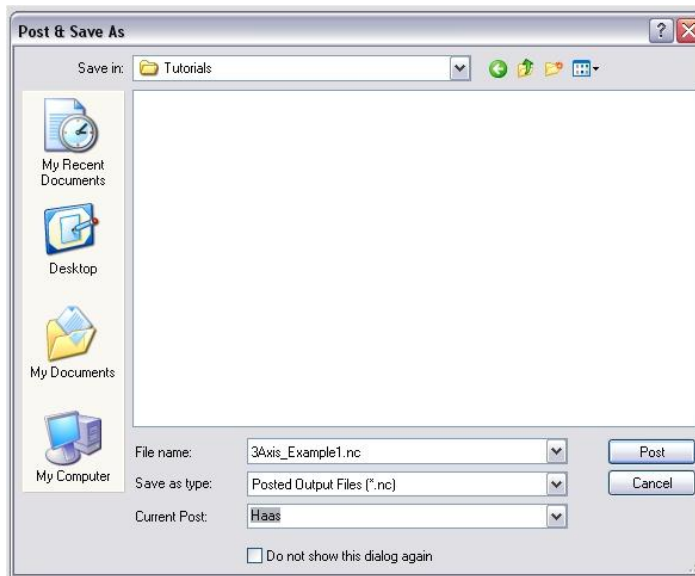 Post & Save As
Save in: Tutorials
My Recent
Documents
Desktop
My Documents
My Computer
File name: 3Axis_Example1.nc Post
Save as type: Posted Output Files (*.nc) Cancel
Current Post: Haas
Do not show this dialog again